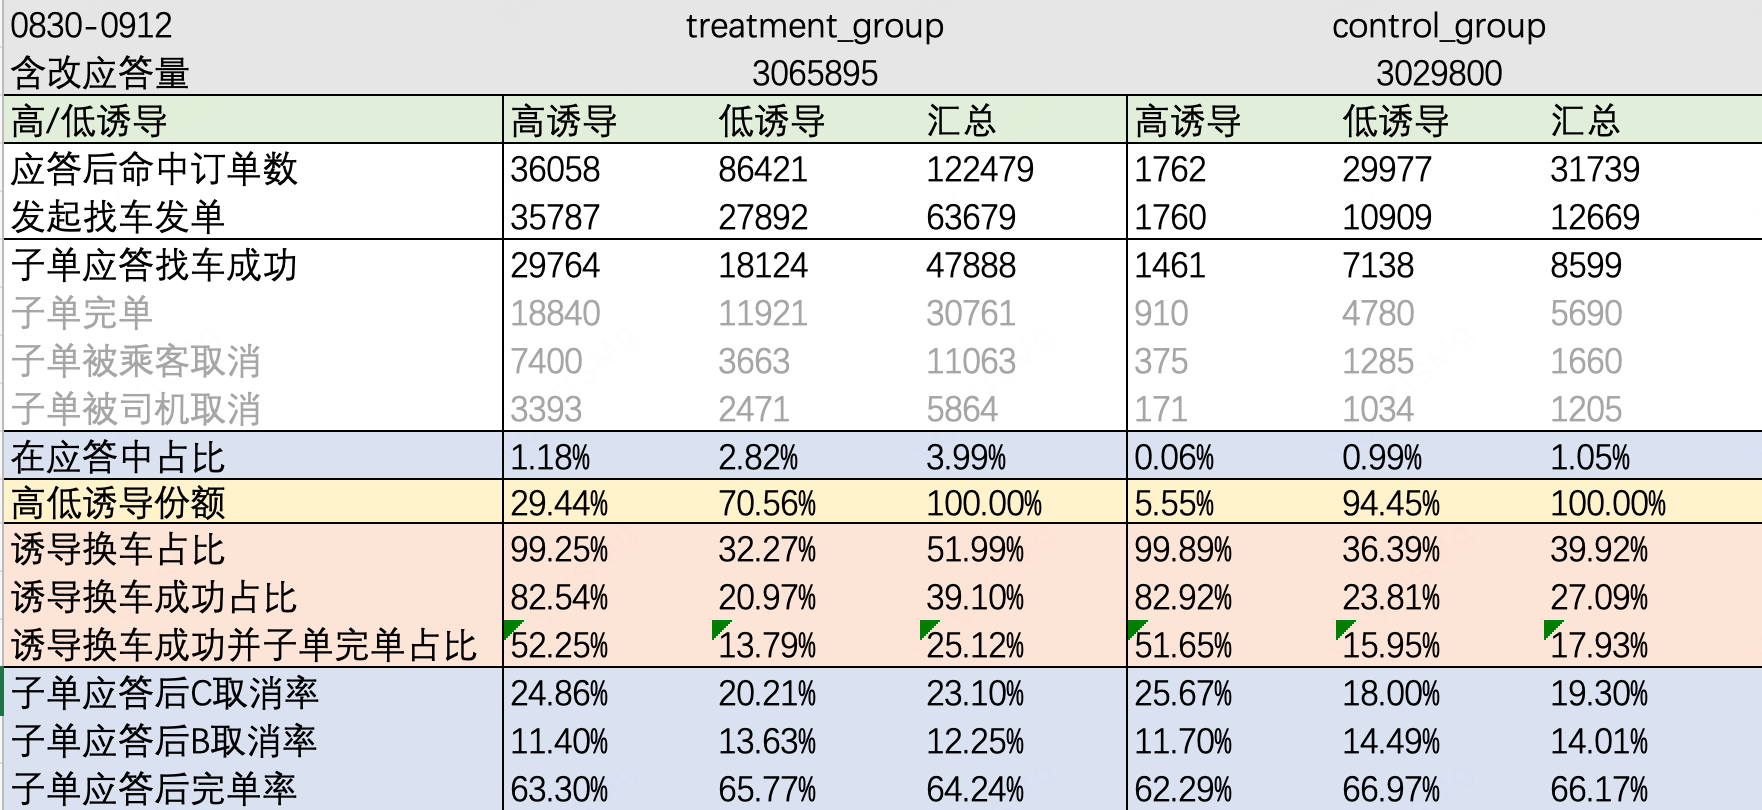 0830-0912 treatment_group control_group
含改应答量 3065895 3029800
高/低诱导 高诱导 低诱导 汇总 高诱导 低诱导 汇总
应答后命中订单数 36058 86421 122479 1762 29977 31739
发起找车发单 35787 27892 63679 1760 10909 12669
子单应答找车成功 29764 18124 47888 1461 7138 8599
子单完单 18840 11921 30761 910 4780 5690
子单被乘客取消 7400 3663 11063 375 1285 1660
子单被司机取消 3393 2471 5864 171 1034 1205
在应答中占比 1.18% 2.82% 3.99% 0.06% 0.99% 1.05%
高低诱导份额 29.44% 70.56% 100.00% 5.55% 94.45% 100.00%
诱导换车占比 99.25% 32.27% 51.99% 99.89% 36.39% 39.92%
诱导换车成功占比 82.54% 20.97% 39.10% 82.92% 23.81% 27.09%
诱导换车成功并子单完单占比 52.25% 13.79% 25.12% 51.65% 15.95% 17.93%
子单应答后C取消率 24.86% 20.21% 23.10% 25.67% 18.00% 19.30%
子单应答后B取消率 11.40% 13.63% 12.25% 11.70% 14.49% 14.01%
子单应答后完单率 63.30% 65.77% 64.24% 62.29% 66.97% 66.17%